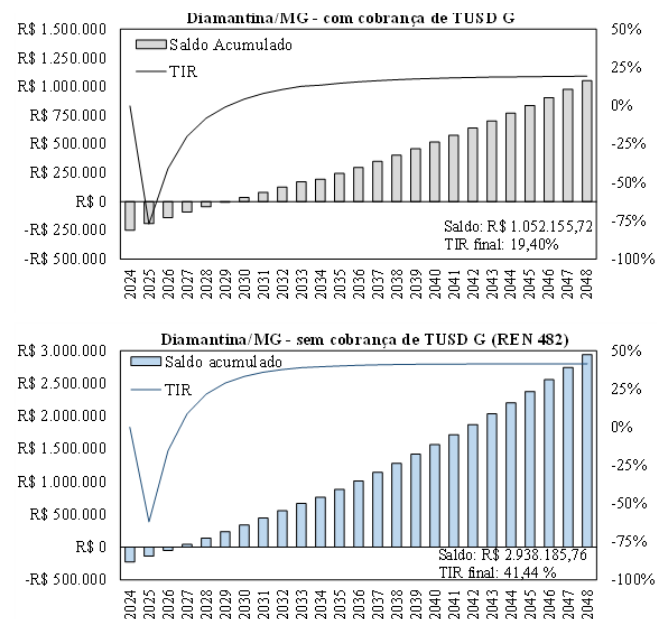 Diamantina/MG - com cobrança de TUSD G
R$ 1.500.000
R$ 1.250.000
R$ 1.000.000
R$ 750.000
R$ 500.000
R$ 250.000
R$ 0
-R$ 250.000
-R$ 500.000
Saldo Acumulado
TIR
50%
25%
0%
-25%
-50%
-75%
-100%
Saldo: R$ 1.052.155,72
TIR final: 19,40%
2024 2025 2026 2027 2028 2029 2030 2031 2032 2033 2034 2035 2036 2037 2038 2039 2040 2041 2042 2043 2044 2045 2046 2047 2048
Diamantina/MG - sem cobrança de TUSD G (REN 482)
R$ 3.000.000
R$ 2.500.000
R$ 2.000.000
R$ 1.500.000
R$ 1.000.000
R$ 500.000
R$ 0
-R$ 500.000
Saldo acumulado
TIR
50%
25%
0%
-25%
-50%
-75%
-100%
Saldo: R$ 2.938.185,76
TIR final: 41,44 %
2024 2025 2026 2027 2028 2029 2030 2031 2032 2033 2034 2035 2036 2037 2038 2039 2040 2041 2042 2043 2044 2045 2046 2047 2048